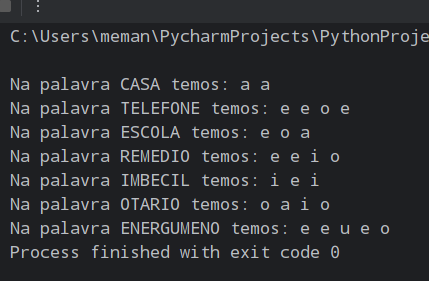 C:\Users\meman\PycharmProjects\PythonProje
Na palavra CASA temos: a a
Na palavra TELEFONE temos: e e o e
Na palavra ESCOLA temos: e o a
Na palavra REMEDIO temos: e e i o
Na palavra IMBECIL temos: i e i
Na palavra OTARIO temos: o a i o
Na palavra ENERGUMENO temos: e e u e o
Process finished with exit code 0